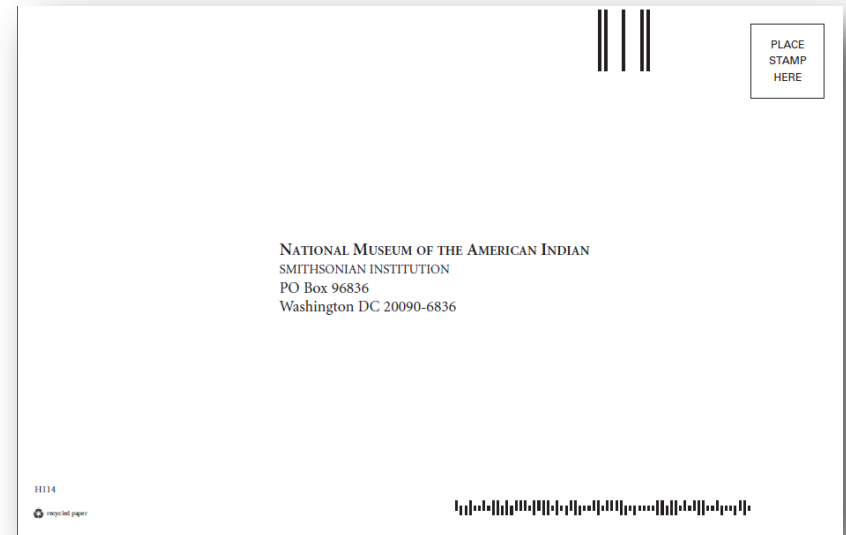 PLACE
STAMP
HERE
NATIONAL MUSEUM OF THE AMERICAN INDIAN
SMITHSONIAN INSTITUTION
PO Box 96836
Washington DC 20090-6836
H114
recycled paper